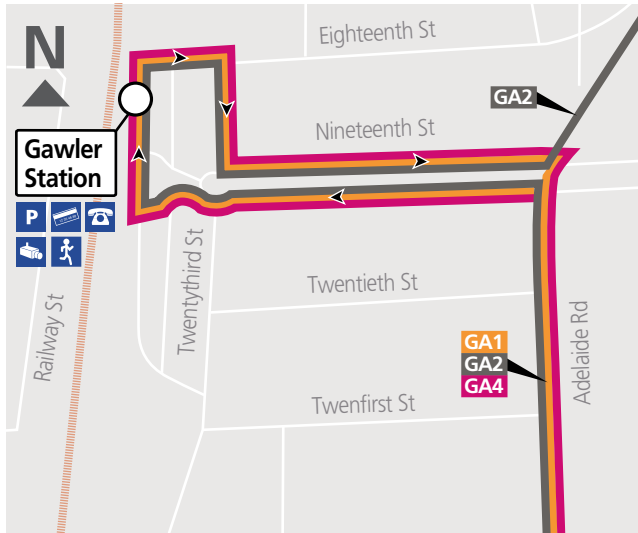 N
Eighteenth St
GA2
Nineteenth St
Gawler
Station
P
Twentythird St
Railway St
Twentieth St
Adelaide Rd
GA1
GA2
GA4
Twenfirst St